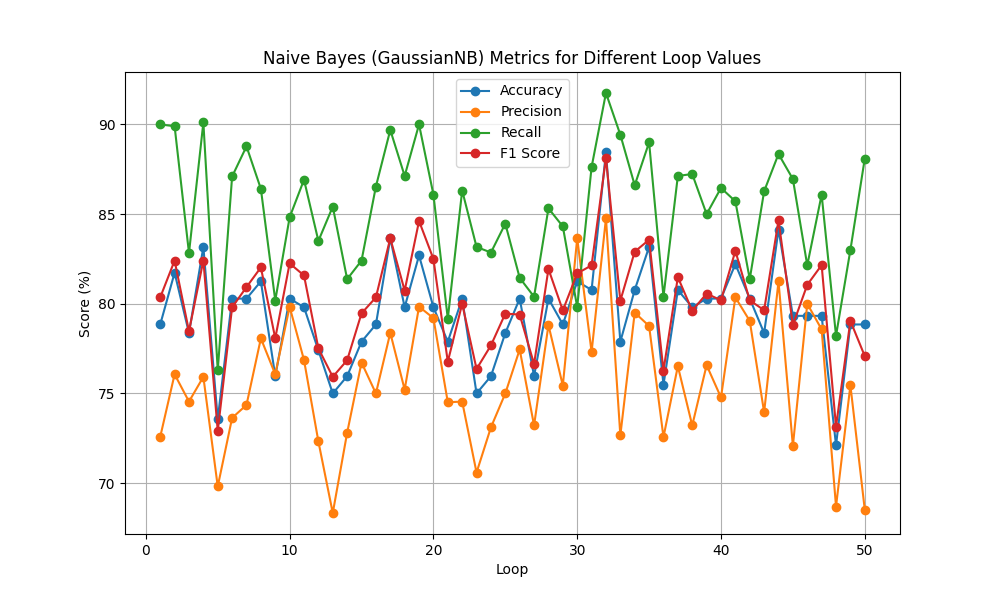 Naive Bayes (GaussianNB) Metrics for Different Loop Values
Accuracy
Precision
Recall
F1 Score
Score (%)
90
85
80
75
70
0 10 20 30 40 50
Loop